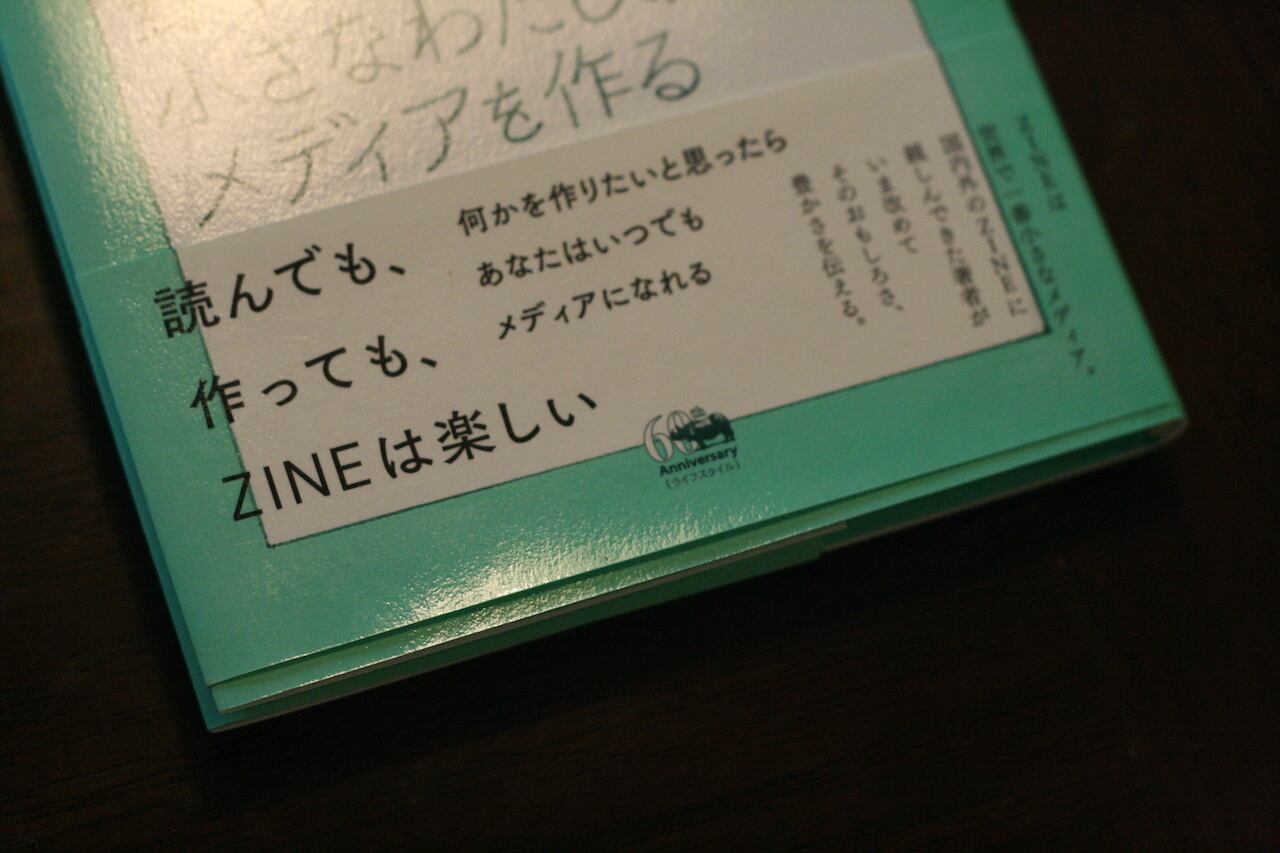 小さなわたしの
メディアを作る
読んでも、
作っても、
ZINEは楽しい
何かを作りたいと思ったら
あなたはいつでも
メディアになれる
ZINEは
世界で一番小さなメディア。
国内外のZINEに
親しんできた著者が
いま改めて
そのおもしろさ、
豊かさを伝える。
60
Anniversary
(ライフスタイル)